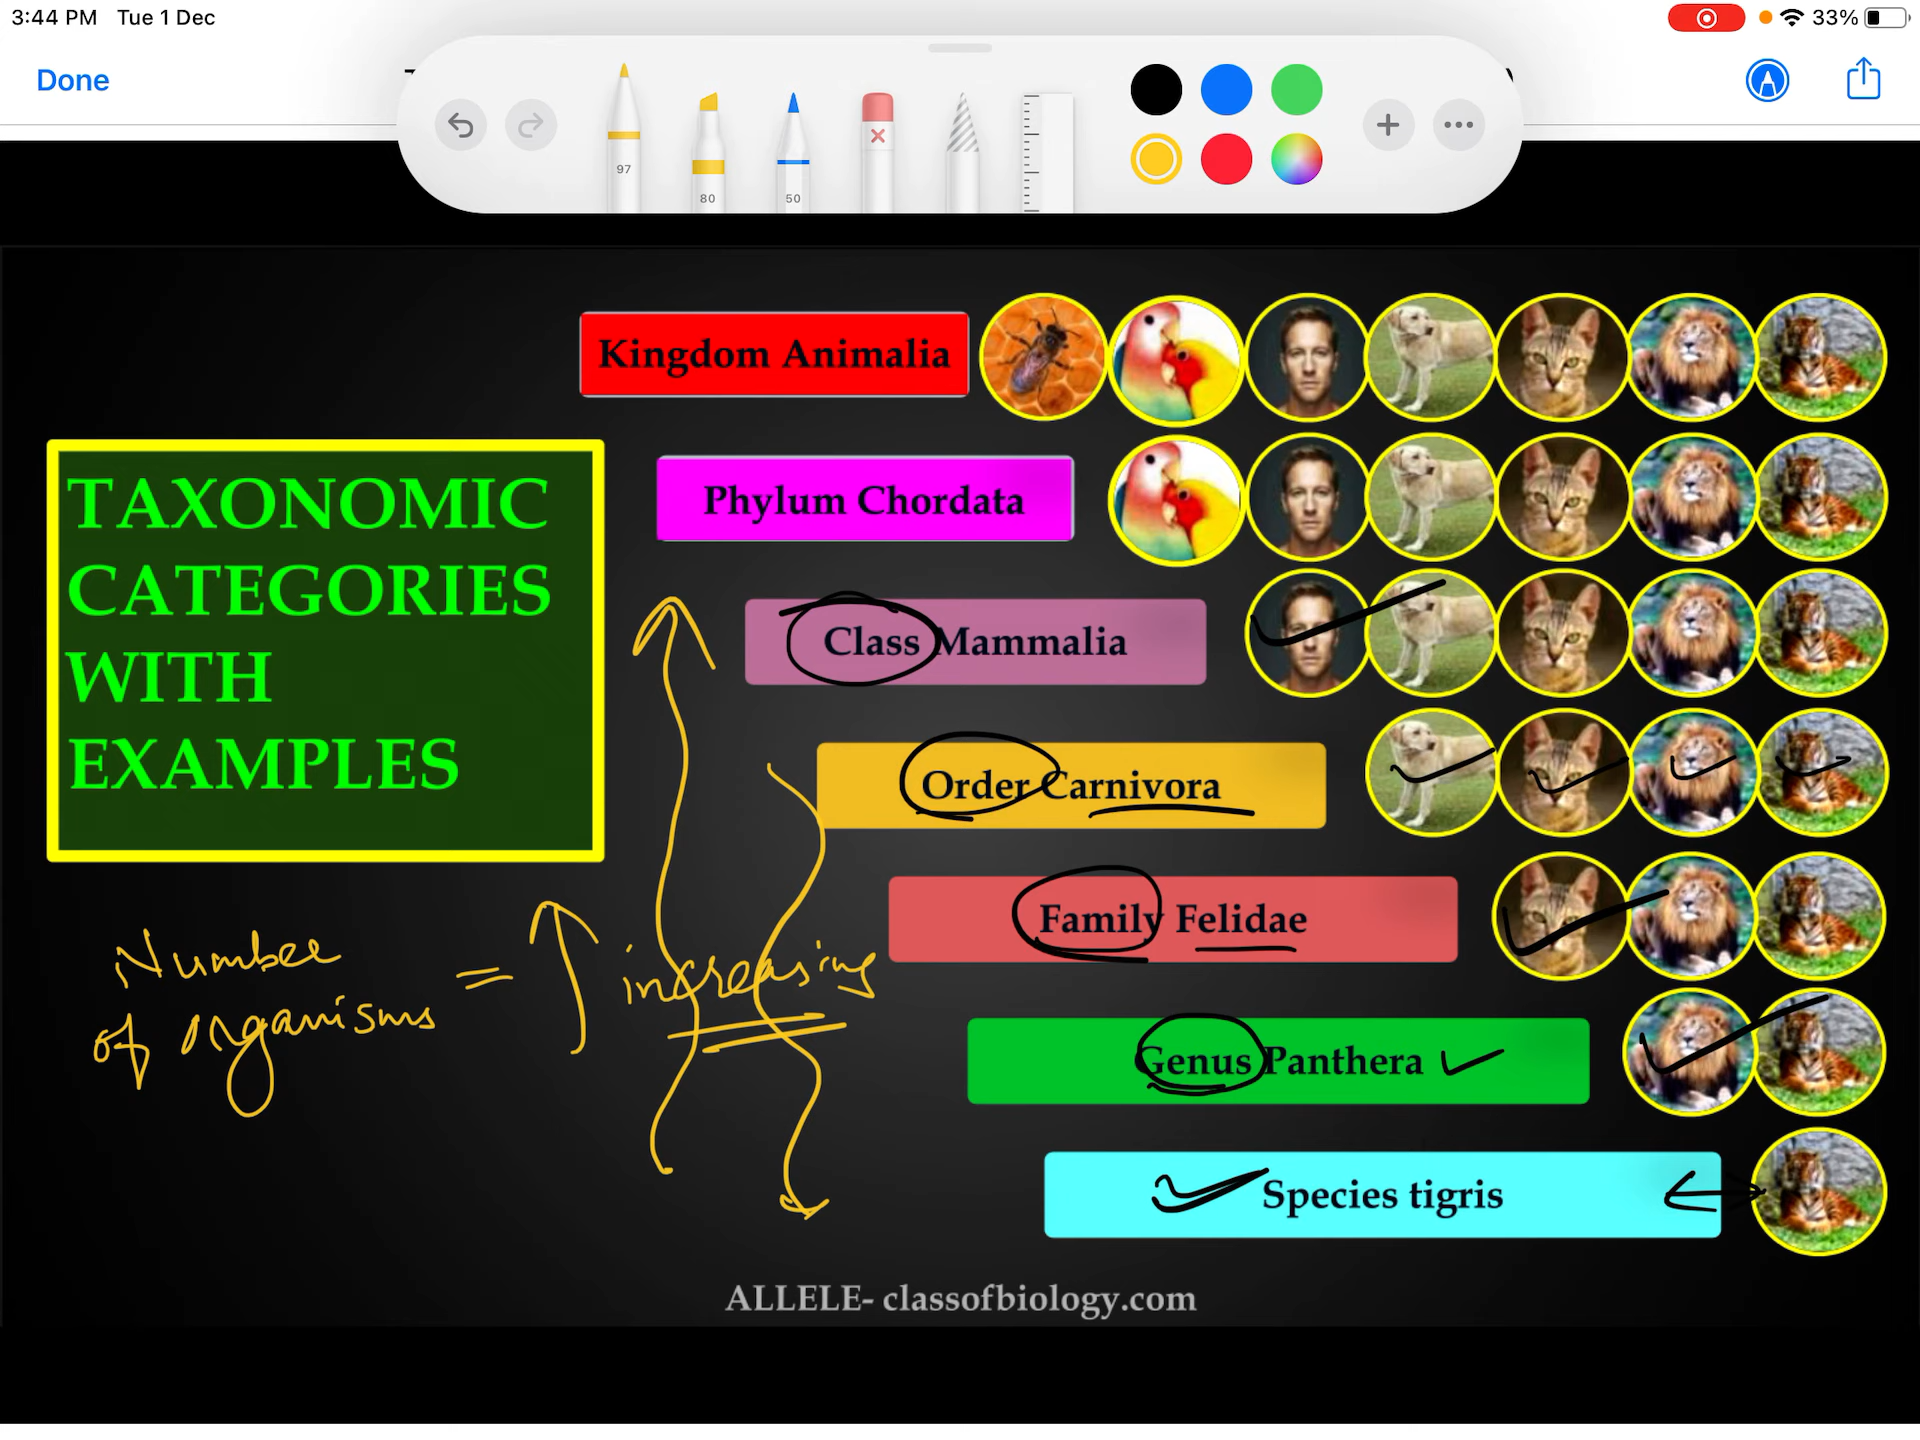 3:44 PM Tue 1 Dec
33%
Done
97
80
50
Kingdom Animalia
Phylum Chordata
TAXONOMIC
CATEGORIES
WITH
EXAMPLES
Class Mammalia
Order Carnivora
Family Felidae
Number
of organisms = ↑ increasing
Genus Panthera
Species tigris
ALLELE- classofbiology.com